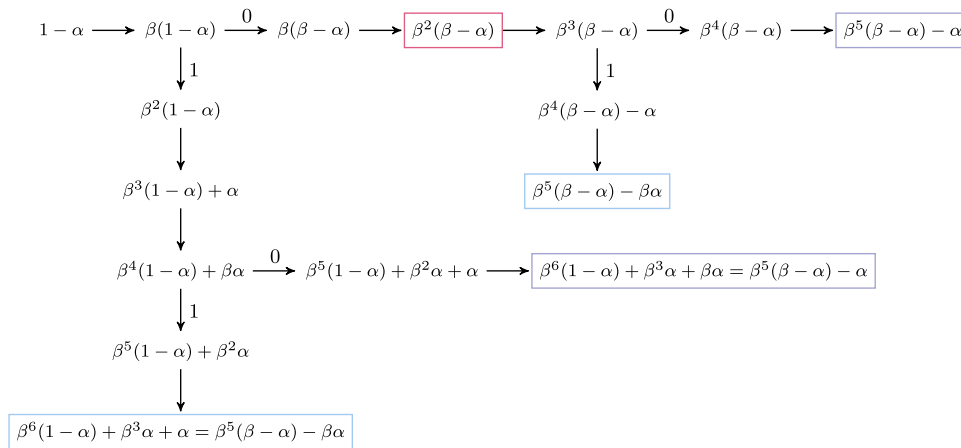 1 − α β(1 − α) 0 β(β − α) β²(β − α) β³(β − α) 0 β⁴(β − α) β⁵(β − α) − α
1 1
β²(1 − α) β⁴(β − α) − α
β³(1 − α) + α β⁵(β − α) − βα
β⁴(1 − α) + βα 0 β⁵(1 − α) + β²α + α β⁶(1 − α) + β³α + βα = β⁵(β − α) − α
1
β⁵(1 − α) + β²α
β⁶(1 − α) + β³α + α = β⁵(β − α) − βα